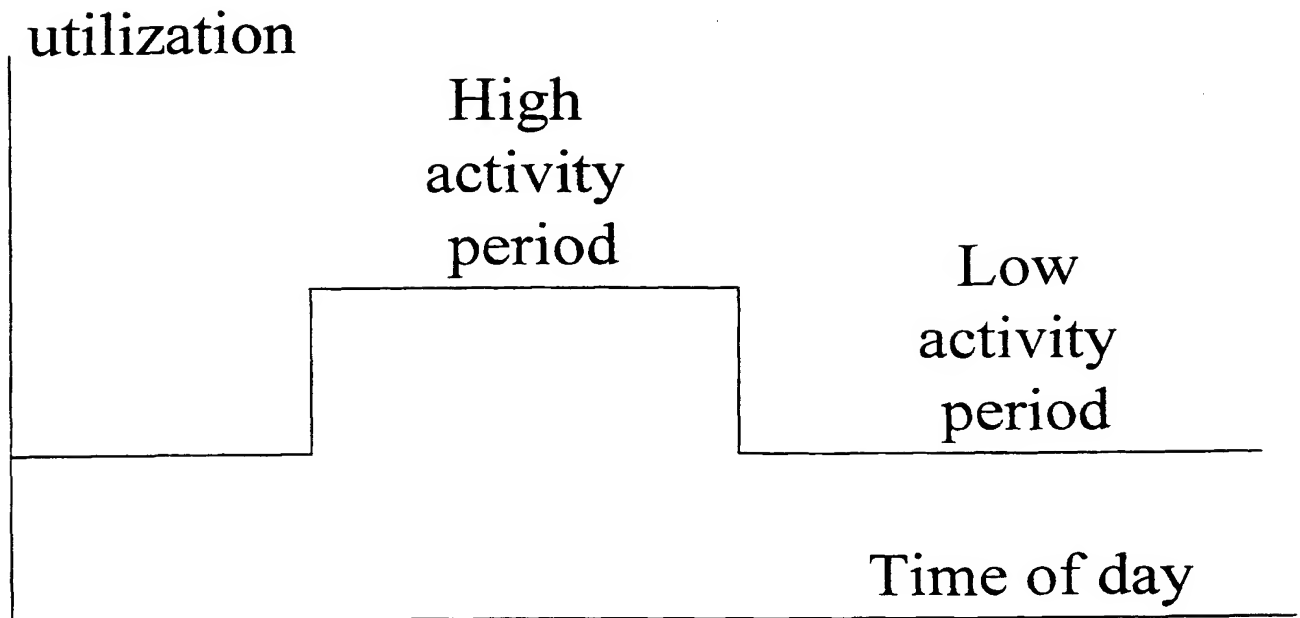 utilization
High
activity
period
Low
activity
period
Time of day